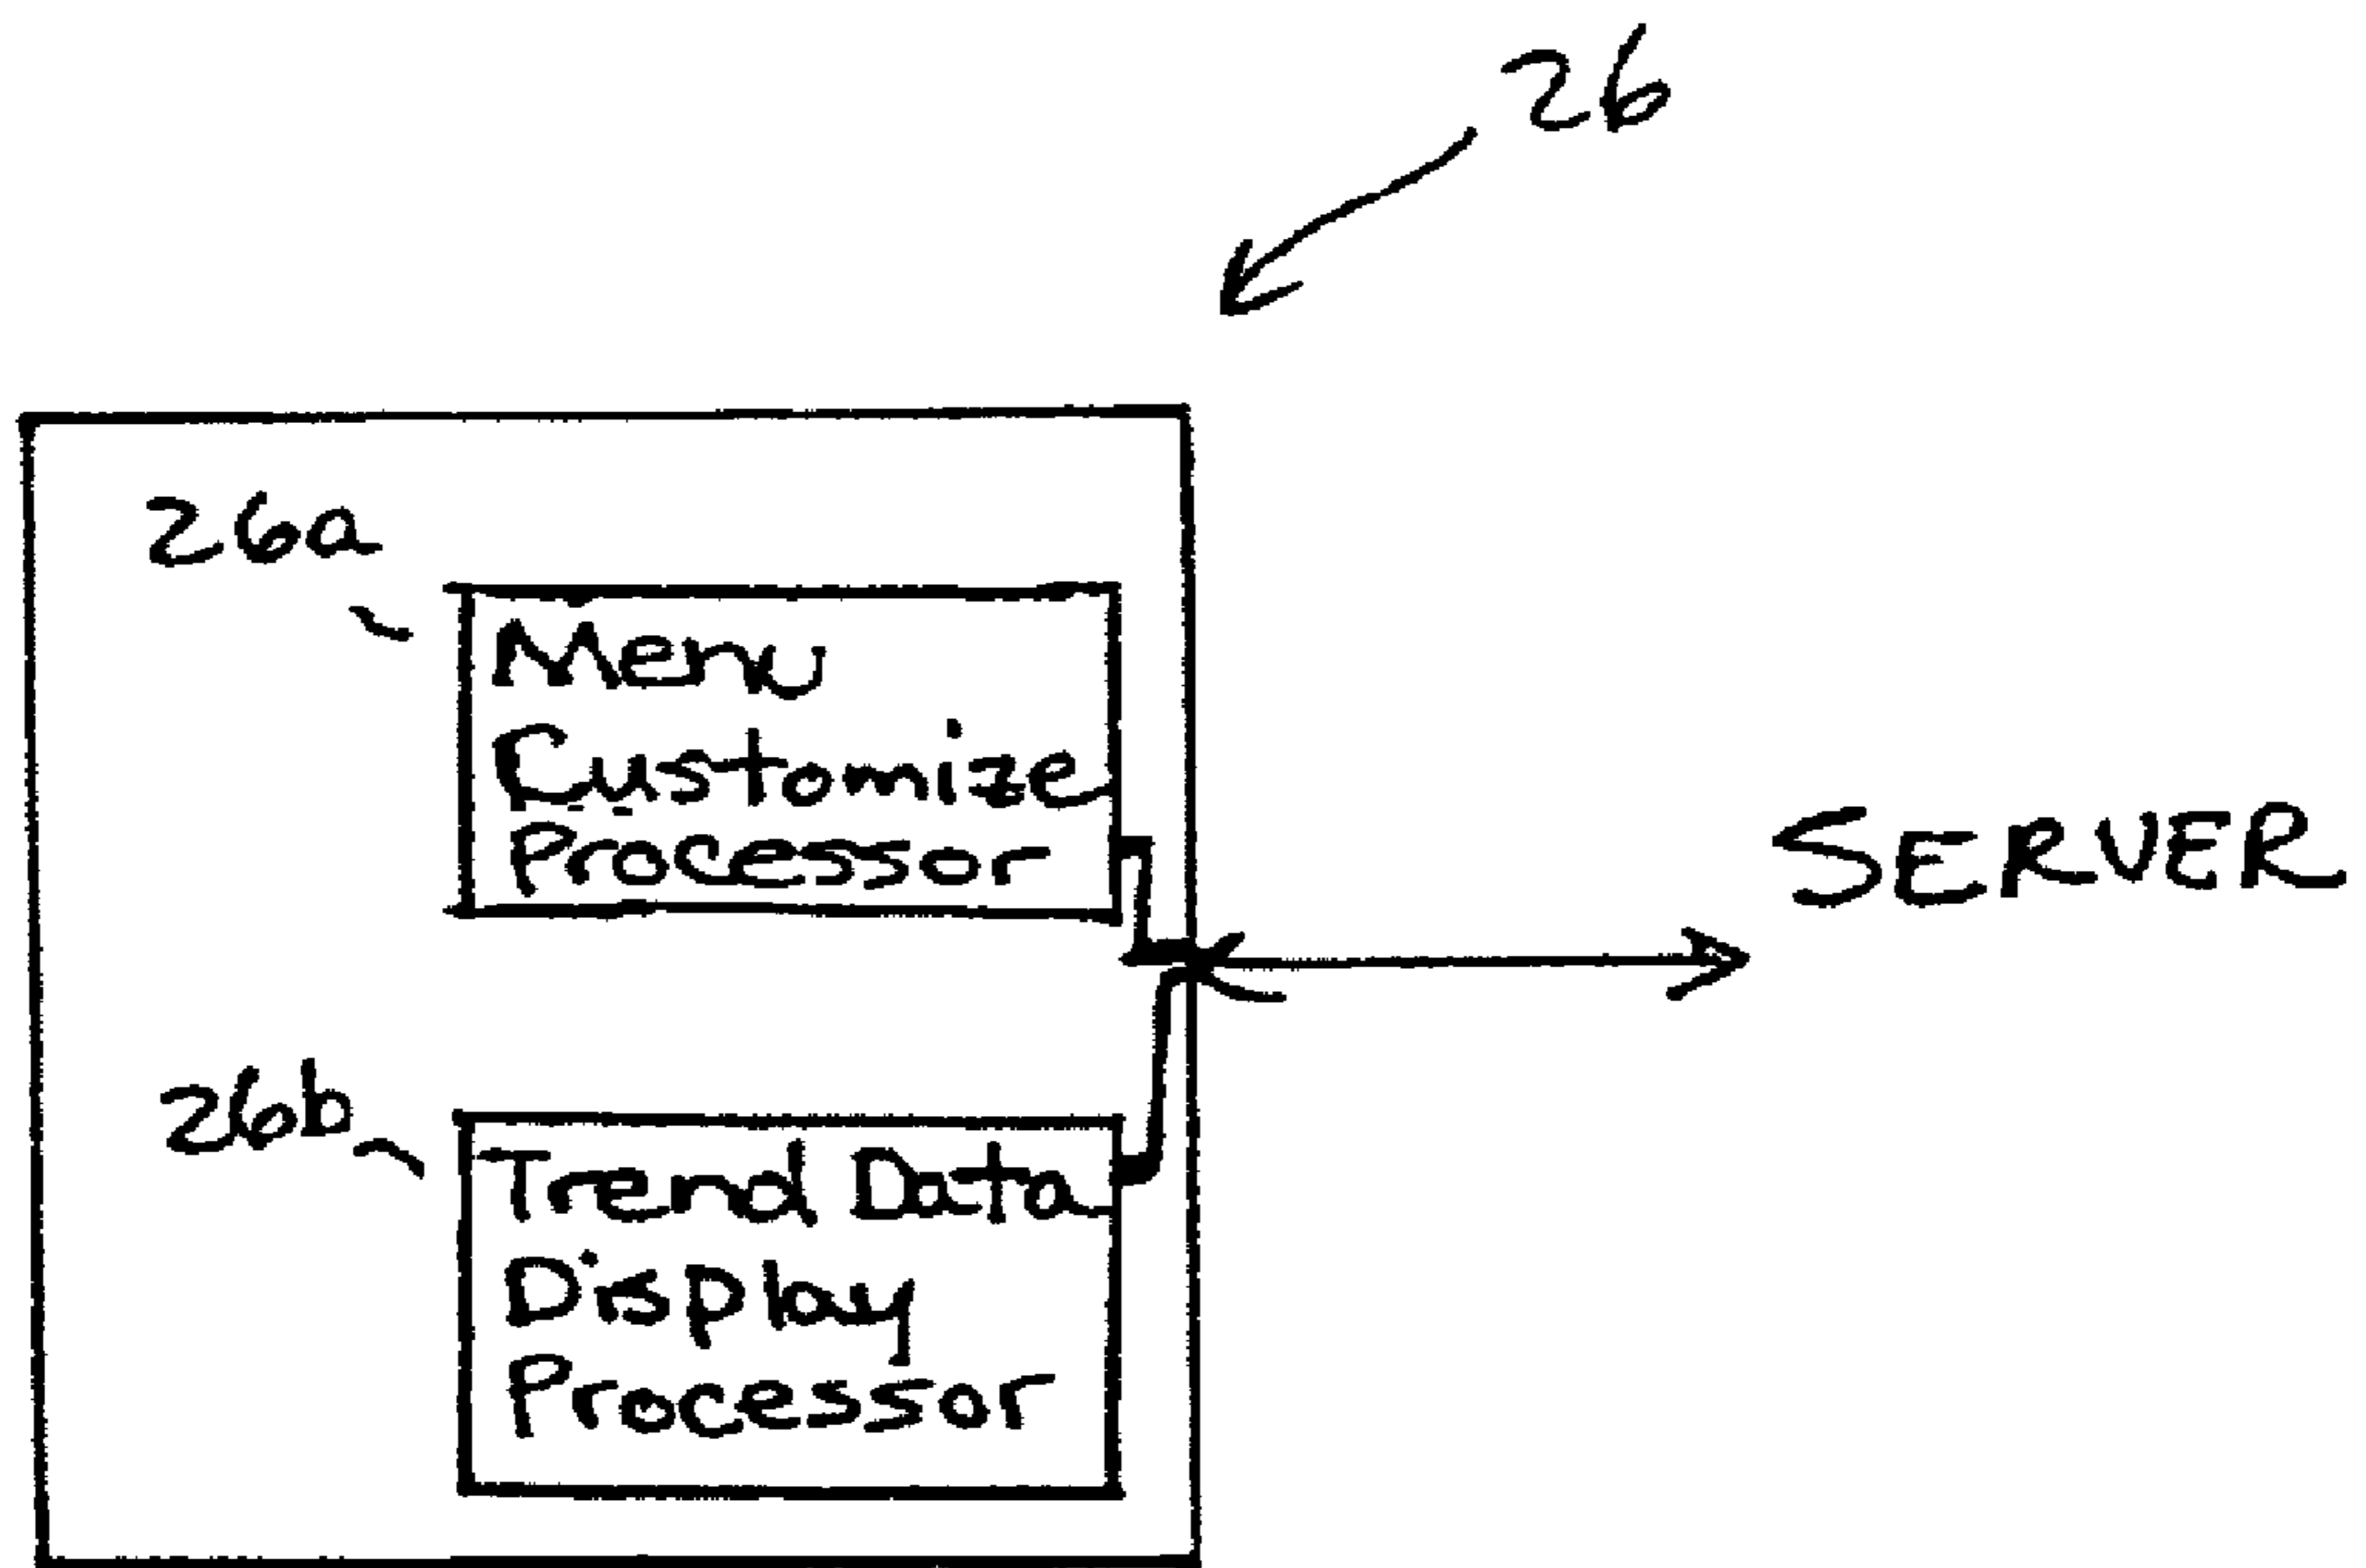 26
26a
Menu
Customize
Processor
SERVER
26b
Trend Data
Display
Processor